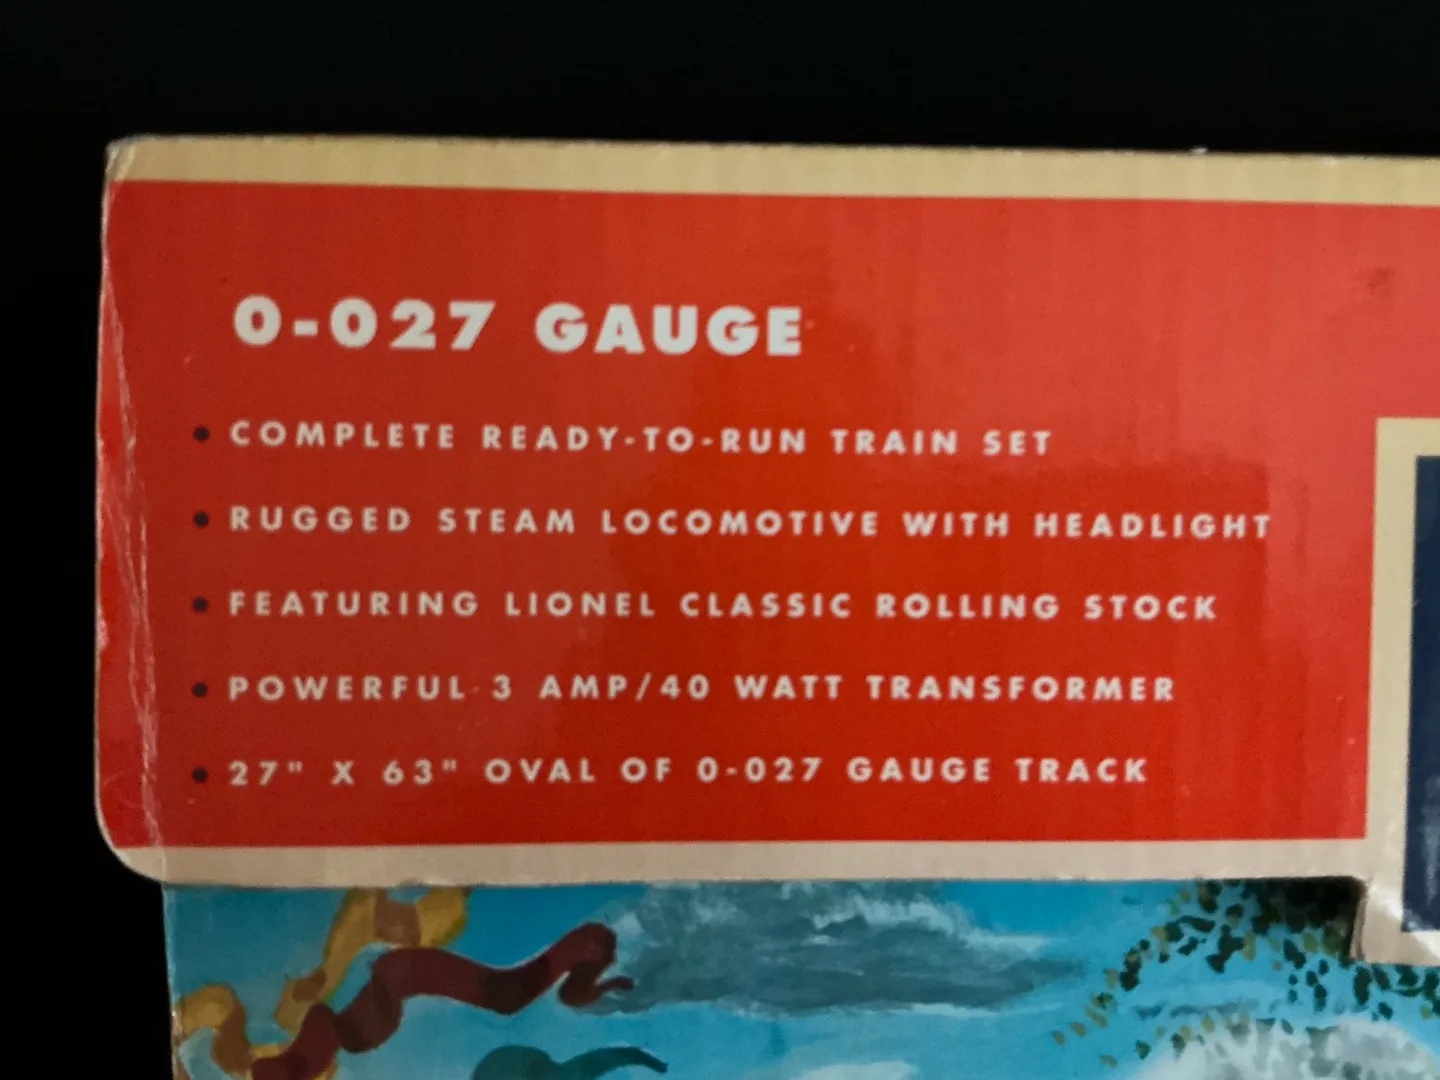 0-027 GAUGE
• COMPLETE READY-TO-RUN TRAIN SET
• RUGGED STEAM LOCOMOTIVE WITH HEADLIGHT
• FEATURING LIONEL CLASSIC ROLLING STOCK
• POWERFUL 3 AMP/40 WATT TRANSFORMER
• 27" X 63" OVAL OF 0-027 GAUGE TRACK